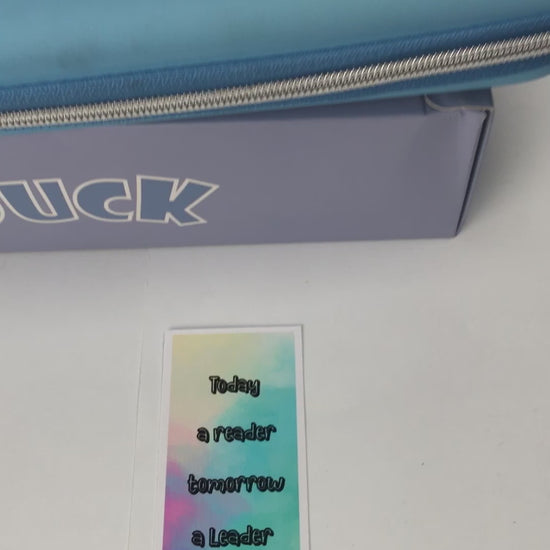 UCK
Today
a reader
tomorrow
a Leader